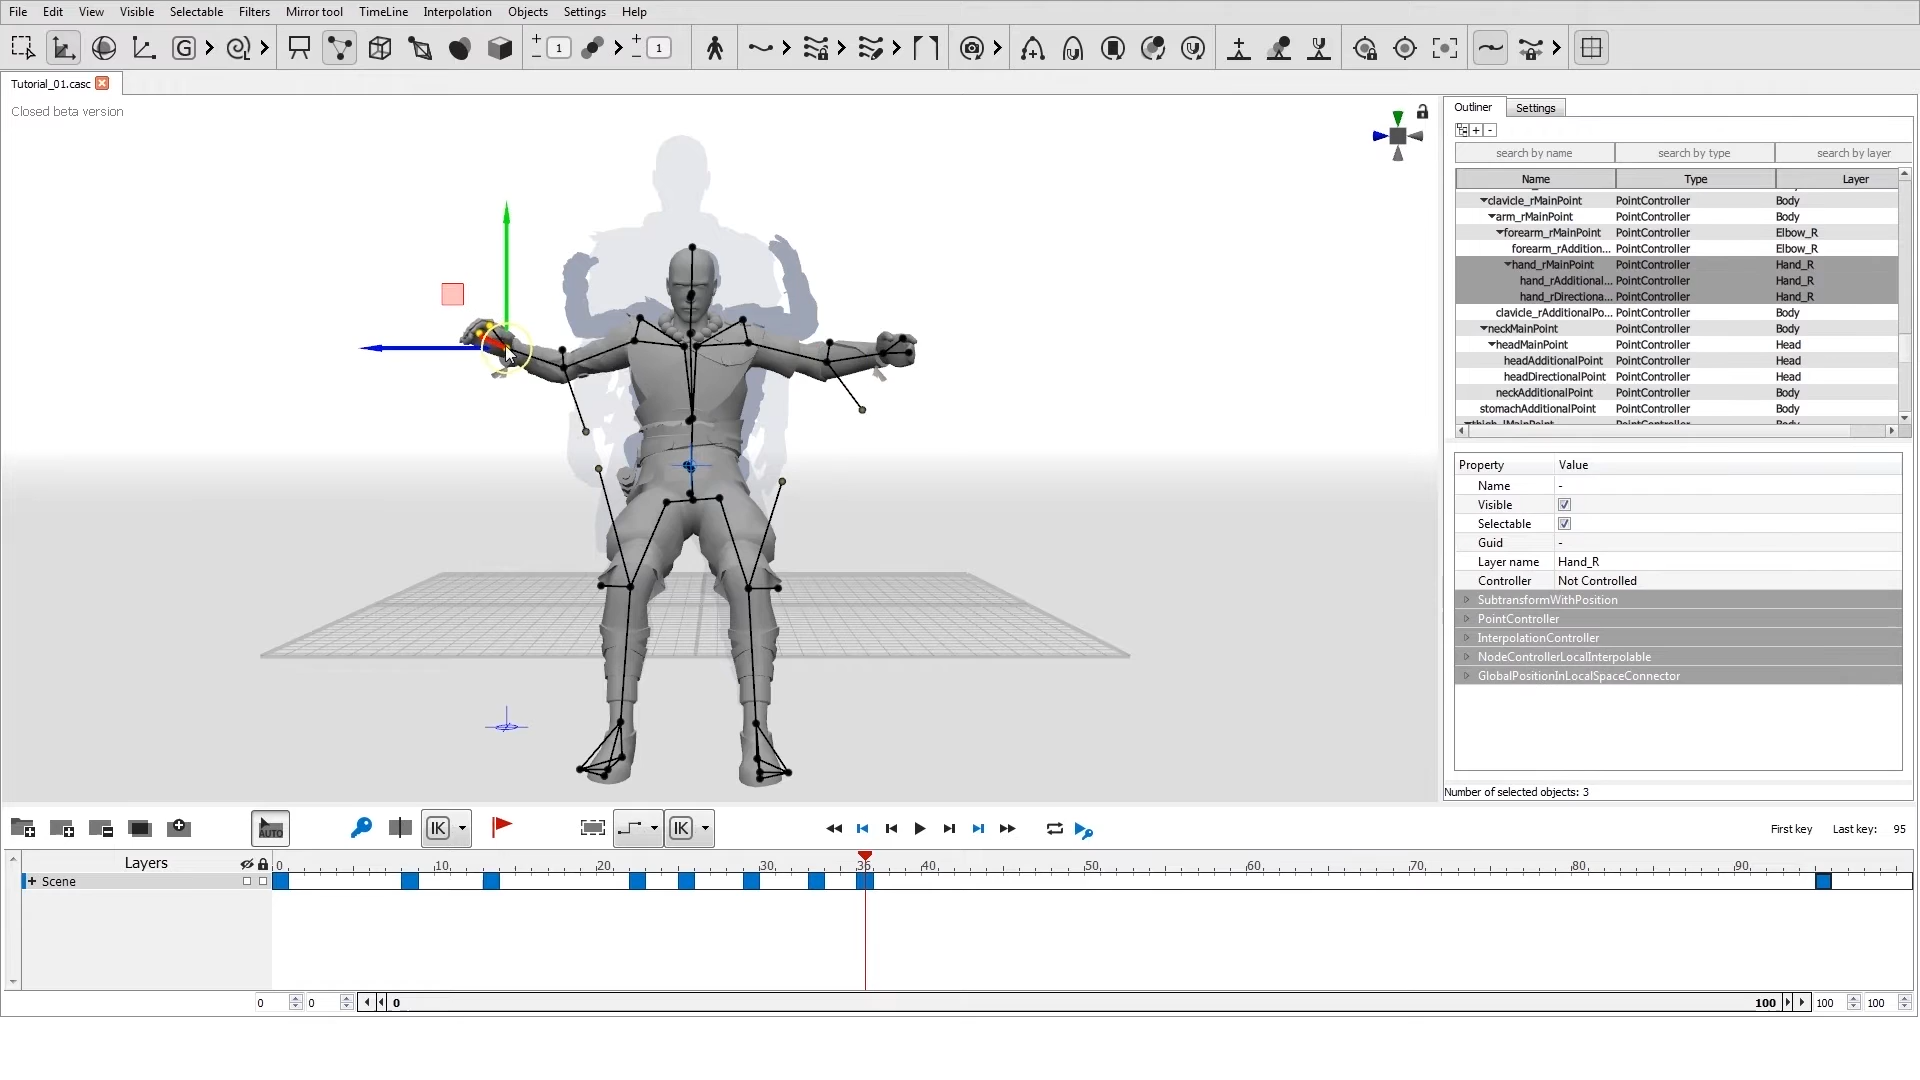 File Edit View Visible Selectable Filters Mirror tool TimeLine Interpolation Objects Settings Help
G 1 1
Tutorial_01.casc
Closed beta version
Outliner Settings
search by name search by type search by layer
Name Type Layer
clavicle_rMainPoint PointController Body
arm_rMainPoint PointController Body
forearm_rMainPoint PointController Elbow_R
forearm_rAddition... PointController Elbow_R
hand_rMainPoint PointController Hand_R
hand_rAdditional... PointController Hand_R
hand_rDirectiona... PointController Hand_R
clavicle_rAdditionalPo... PointController Body
neckMainPoint PointController Body
headMainPoint PointController Head
headAdditionalPoint PointController Head
headDirectionalPoint PointController Head
neckAdditionalPoint PointController Body
stomachAdditionalPoint PointController Body
Property Value
Name -
Visible
Selectable
Guid -
Layer name Hand_R
Controller Not Controlled
SubtransformWithPosition
PointController
InterpolationController
NodeControllerLocalInterpolable
GlobalPositionInLocalSpaceConnector
Number of selected objects: 3
AUTO IK IK First key Last key: 95
Layers 0 10 20 30 36 40 50 60 70 80 90
+ Scene
0 0 0 100 100 100